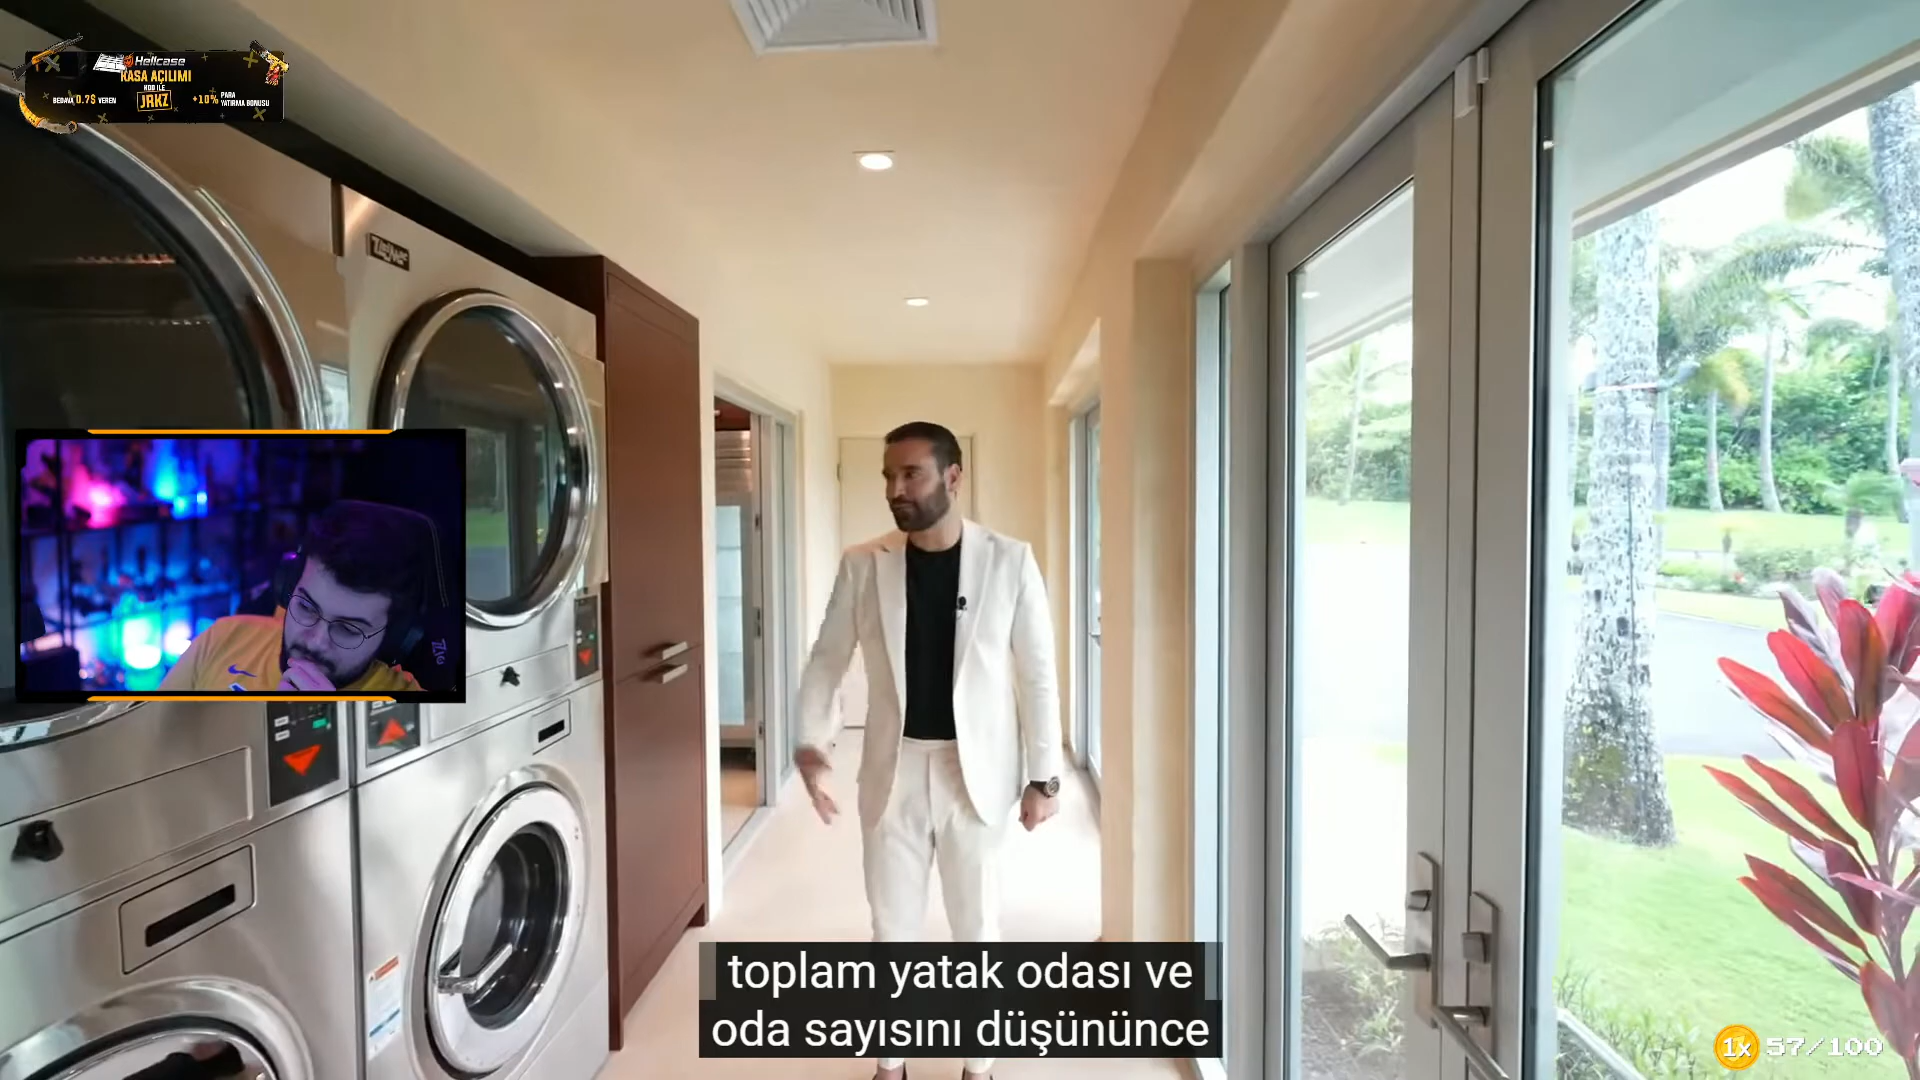 Hellcase
KASA AÇILIMI
KOD İLE
BEDAVA 0.7$ VEREN
JRKZ
+10% PARA
YATIRMA BONUSU
toplam yatak odası ve
oda sayısını düşününce
1x 57/100